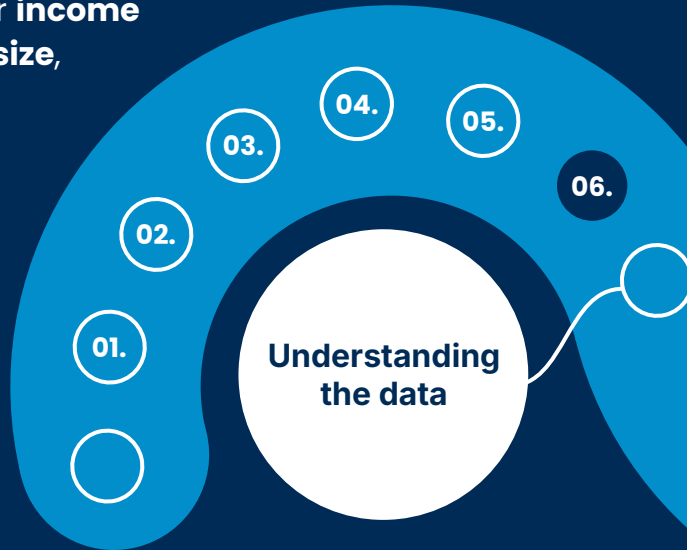 r income
size,
04.
05.
03.
06.
02.
01.
Understanding
the data